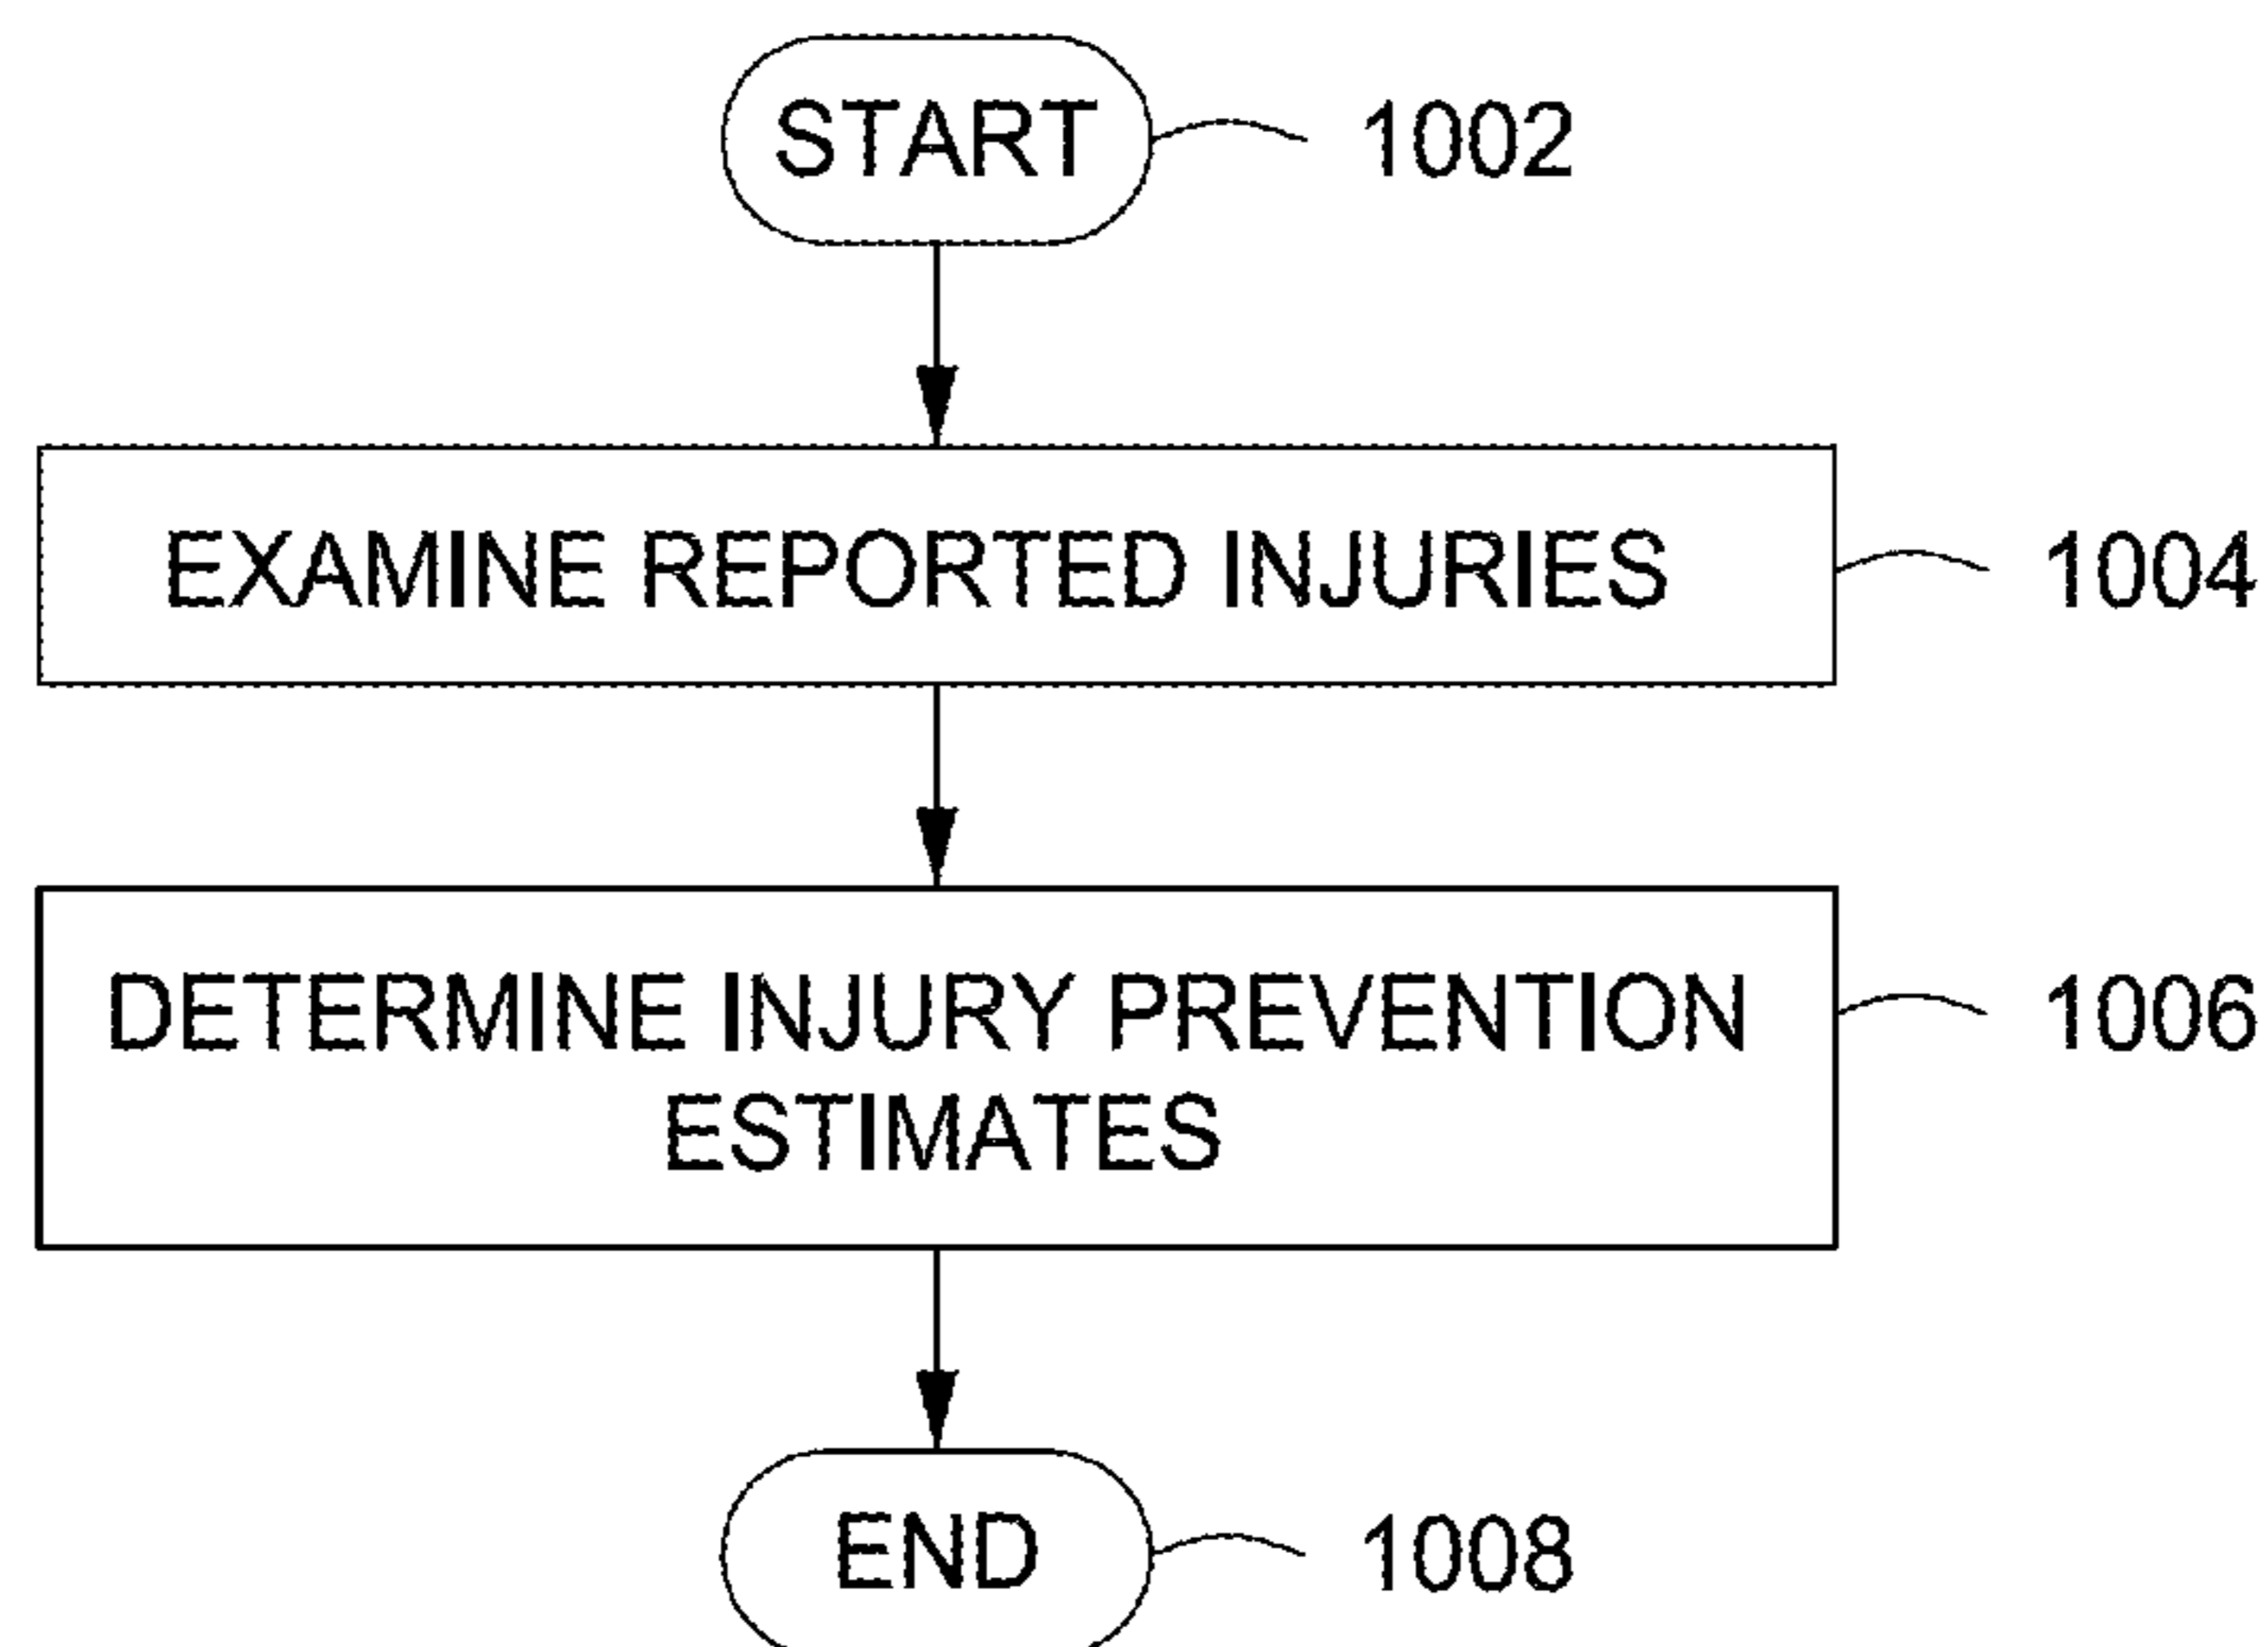 START 1002
EXAMINE REPORTED INJURIES 1004
DETERMINE INJURY PREVENTION 1006
ESTIMATES
END 1008